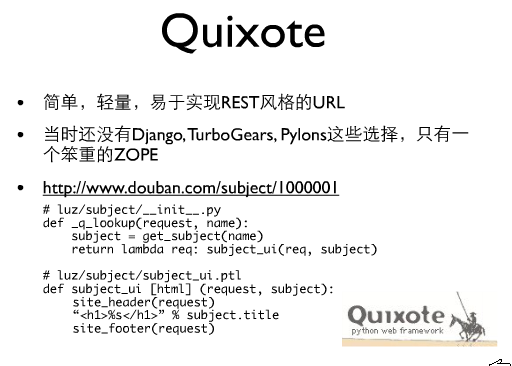 Quixote
• 简单，轻量，易于实现REST风格的URL
• 当时还没有Django, TurboGears, Pylons这些选择，只有一
个笨重的ZOPE
• http://www.douban.com/subject/1000001
# luz/subject/__init__.py
def _q_lookup(request, name):
    subject = get_subject(name)
    return lambda req: subject_ui(req, subject)
# luz/subject/subject_ui.ptl
def subject_ui [html] (request, subject):
    site_header(request)
    “<h1>%s</h1>” % subject.title
    site_footer(request)
Quixote
python web framework